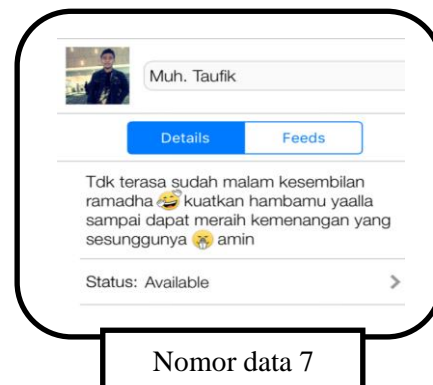 Muh. Taufik
Details Feeds
Tdk terasa sudah malam kesembilan
ramadha 🤣 kuatkan hambamu yaalla
sampai dapat meraih kemenangan yang
sesunggunya 😤 amin
Status: Available
Nomor data 7